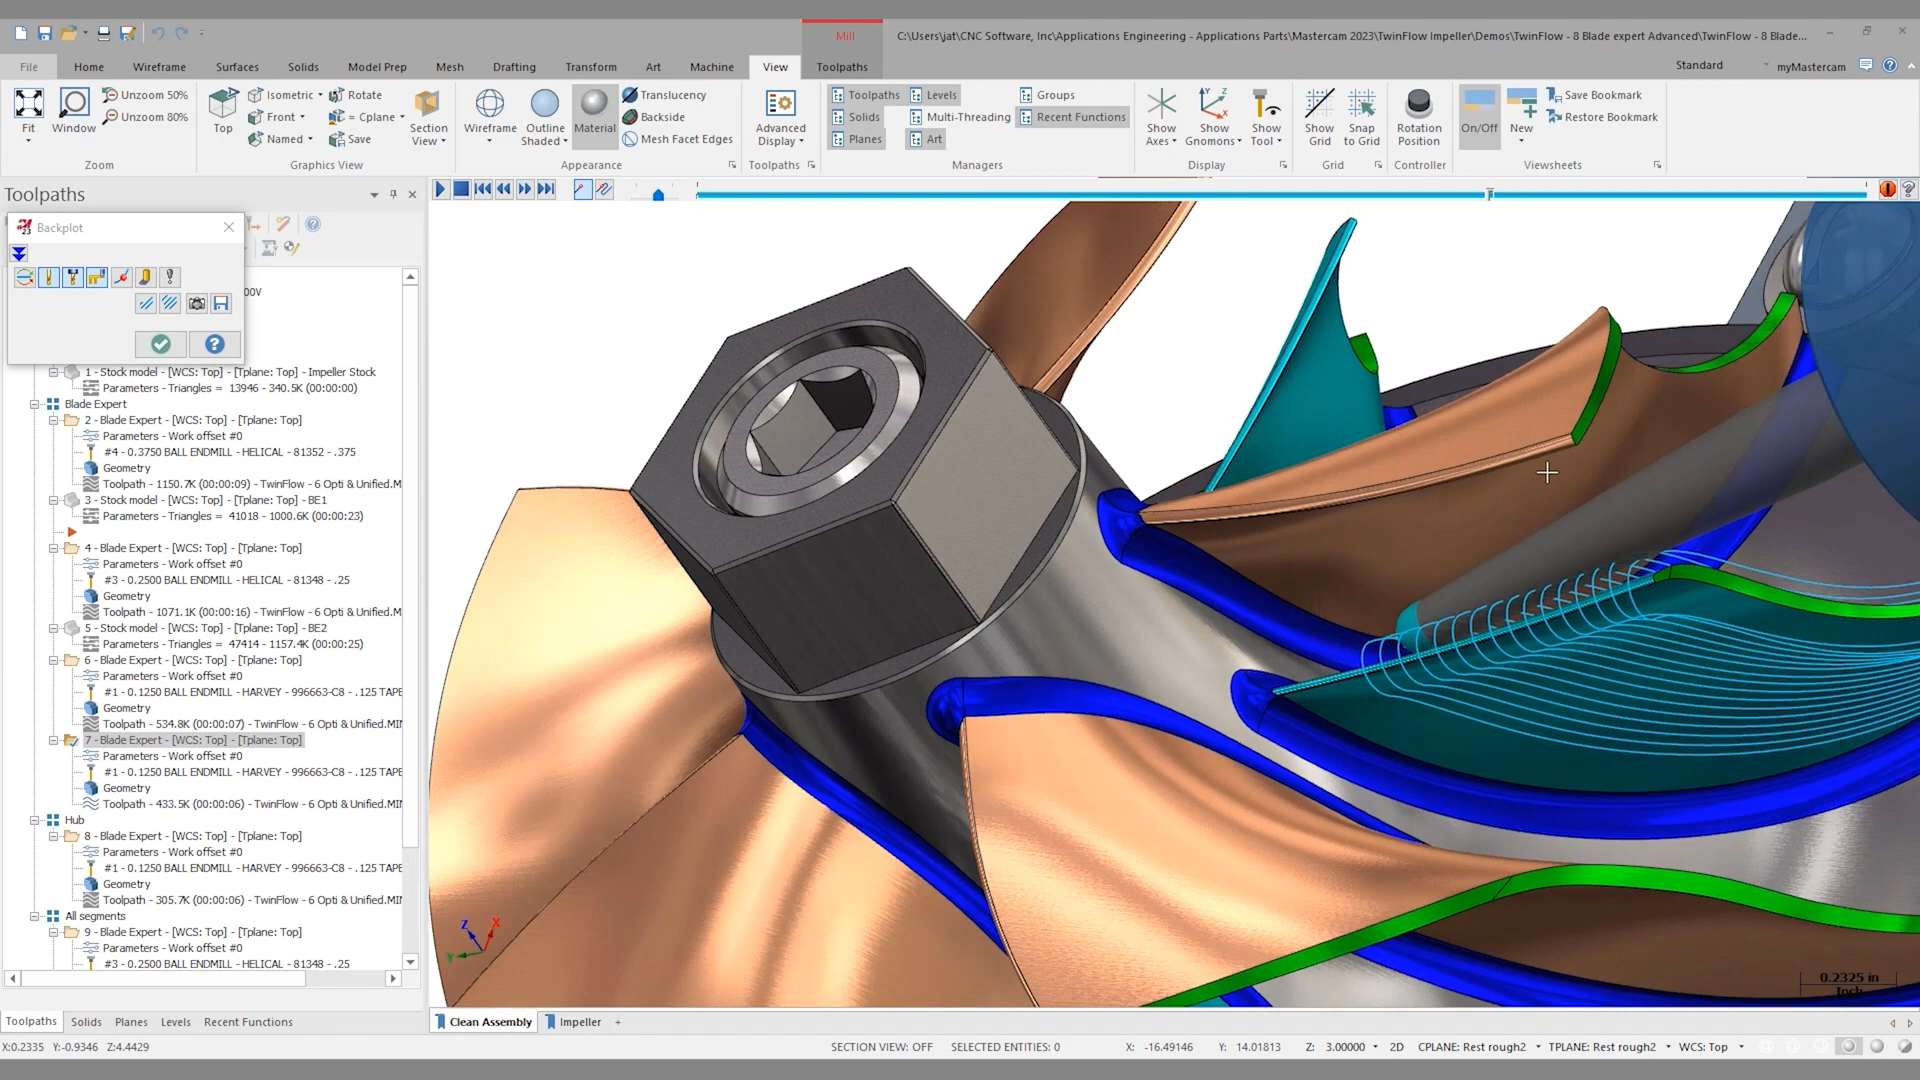 Mill
C:\Users\jat\CNC Software, Inc\Applications Engineering - Applications Parts\Mastercam 2023\TwinFlow Impeller\Demos\TwinFlow - 8 Blade expert Advanced\TwinFlow - 8 Blade...
File Home Wireframe Surfaces Solids Model Prep Mesh Drafting Transform Art Machine View Toolpaths Standard myMastercam
Fit Window Unzoom 50% Unzoom 80% Zoom
Top Isometric Front Named Rotate = Cplane Save Section View Graphics View
Wireframe Outline Shaded Material Translucency Backside Mesh Facet Edges Appearance
Advanced Display Toolpaths
Toolpaths Solids Planes Levels Multi-Threading Art Groups Recent Functions Managers
Show Axes Show Gnomons Show Tool Display
Show Grid Snap to Grid Grid
Rotation Position Controller
On/Off New Save Bookmark Restore Bookmark Viewsheets
Toolpaths
Backplot
00V
1 - Stock model - [WCS: Top] - [Tplane: Top] - Impeller Stock
Parameters - Triangles = 13946 - 340.5K (00:00:00)
Blade Expert
2 - Blade Expert - [WCS: Top] - [Tplane: Top]
Parameters - Work offset #0
#4 - 0.3750 BALL ENDMILL - HELICAL - 81352 - .375
Geometry
Toolpath - 1150.7K (00:00:09) - TwinFlow - 6 Opti & Unified.M
3 - Stock model - [WCS: Top] - [Tplane: Top] - BE1
Parameters - Triangles = 41018 - 1000.6K (00:00:23)
4 - Blade Expert - [WCS: Top] - [Tplane: Top]
Parameters - Work offset #0
#3 - 0.2500 BALL ENDMILL - HELICAL - 81348 - .25
Geometry
Toolpath - 1071.1K (00:00:16) - TwinFlow - 6 Opti & Unified.M
5 - Stock model - [WCS: Top] - [Tplane: Top] - BE2
Parameters - Triangles = 47414 - 1157.4K (00:00:25)
6 - Blade Expert - [WCS: Top] - [Tplane: Top]
Parameters - Work offset #0
#1 - 0.1250 BALL ENDMILL - HARVEY - 996663-C8 - .125 TAPE
Geometry
Toolpath - 534.8K (00:00:07) - TwinFlow - 6 Opti & Unified.MI
7 - Blade Expert - [WCS: Top] - [Tplane: Top]
Parameters - Work offset #0
#1 - 0.1250 BALL ENDMILL - HARVEY - 996663-C8 - .125 TAPE
Geometry
Toolpath - 433.5K (00:00:06) - TwinFlow - 6 Opti & Unified.MI
Hub
8 - Blade Expert - [WCS: Top] - [Tplane: Top]
Parameters - Work offset #0
#1 - 0.1250 BALL ENDMILL - HARVEY - 996663-C8 - .125 TAPE
Geometry
Toolpath - 305.7K (00:00:06) - TwinFlow - 6 Opti & Unified.MI
All segments
9 - Blade Expert - [WCS: Top] - [Tplane: Top]
Parameters - Work offset #0
#3 - 0.2500 BALL ENDMILL - HELICAL - 81348 - .25
Z X Y
0.2325 in
Inch
Toolpaths Solids Planes Levels Recent Functions
Clean Assembly Impeller +
X:0.2335 Y:-0.9346 Z:4.4429 SECTION VIEW: OFF SELECTED ENTITIES: 0 X: -16.49146 Y: 14.01813 Z: 3.00000 2D CPLANE: Rest rough2 TPLANE: Rest rough2 WCS: Top